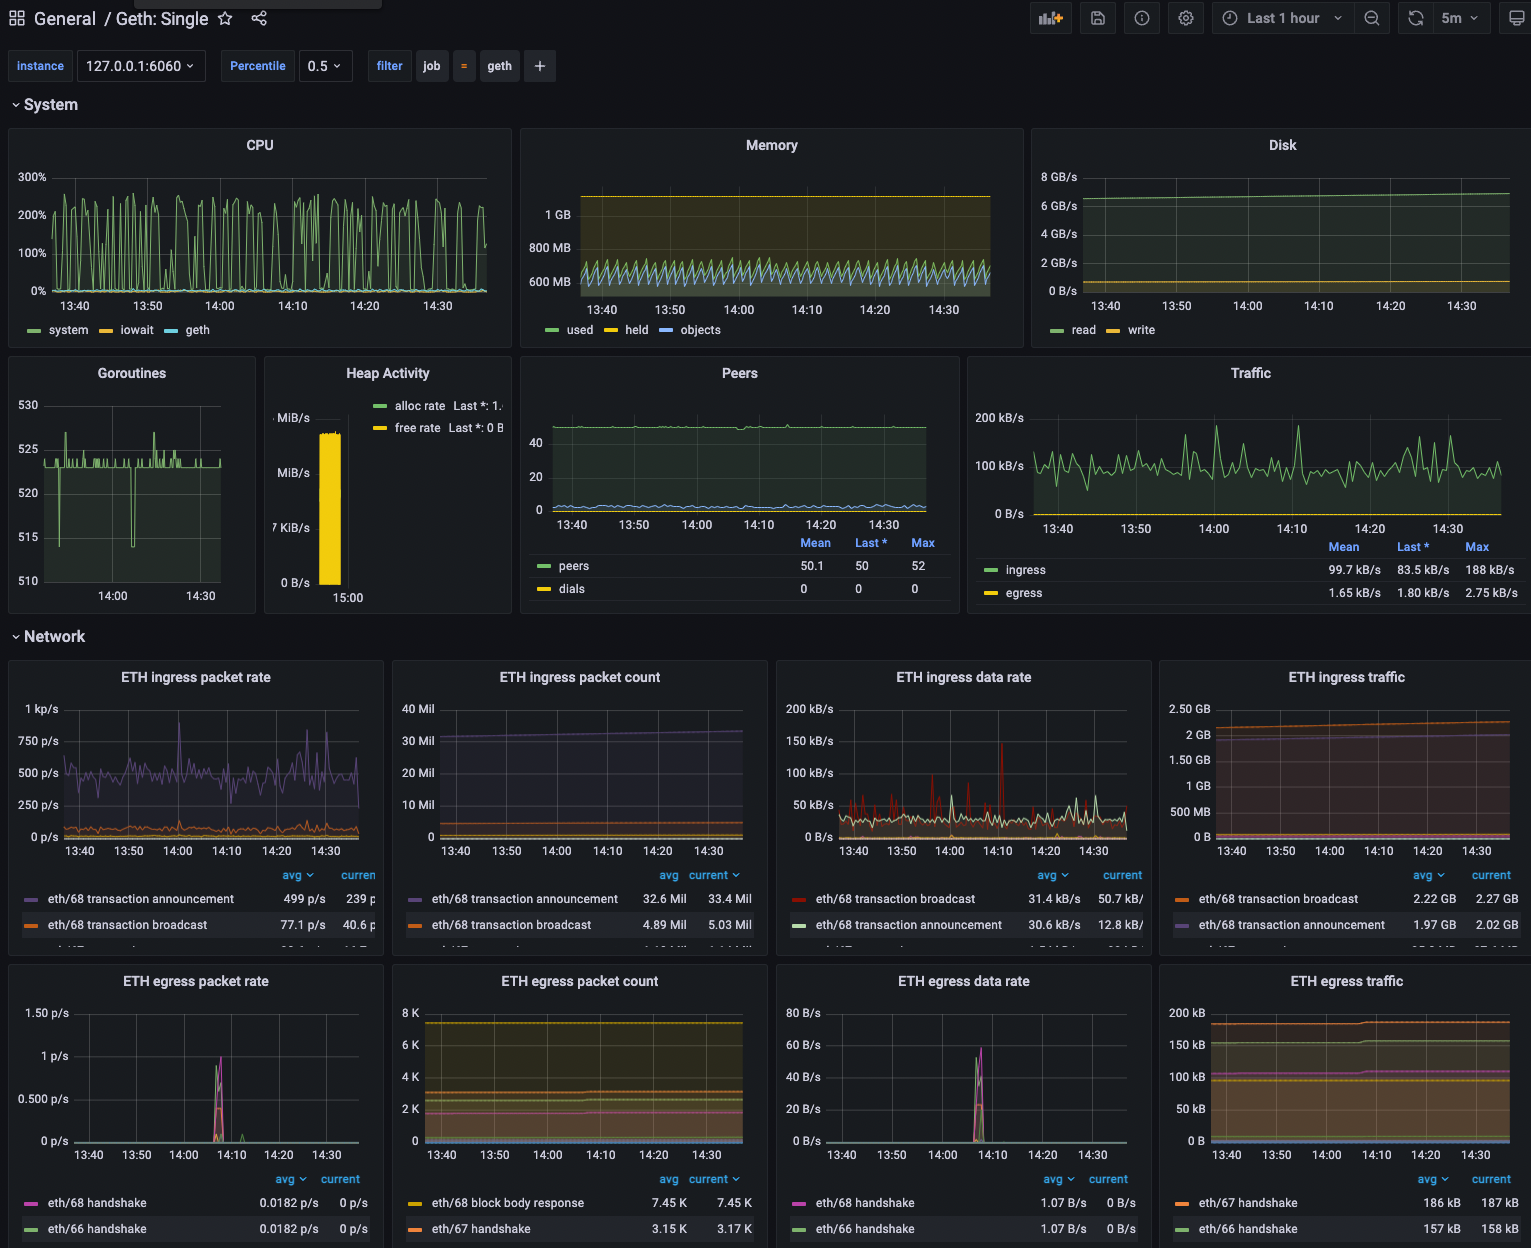 General / Geth: Single
Last 1 hour
5m
instance 127.0.0.1:6060 Percentile 0.5 filter job = geth +
System
CPU
300%
200%
100%
0%
13:40 13:50 14:00 14:10 14:20 14:30
system iowait geth
Memory
1 GB
800 MB
600 MB
13:40 13:50 14:00 14:10 14:20 14:30
used held objects
Disk
8 GB/s
6 GB/s
4 GB/s
2 GB/s
0 B/s
13:40 13:50 14:00 14:10 14:20 14:30
read write
Goroutines
530
525
520
515
510
14:00 14:30
Heap Activity
MiB/s
MiB/s
7 KiB/s
0 B/s
15:00
alloc rate Last *: 1.
free rate Last *: 0 B
Peers
40
20
0
13:40 13:50 14:00 14:10 14:20 14:30
Mean Last * Max
peers 50.1 50 52
dials 0 0 0
Traffic
200 kB/s
100 kB/s
0 B/s
13:40 13:50 14:00 14:10 14:20 14:30
Mean Last * Max
ingress 99.7 kB/s 83.5 kB/s 188 kB/s
egress 1.65 kB/s 1.80 kB/s 2.75 kB/s
Network
ETH ingress packet rate
1 kp/s
750 p/s
500 p/s
250 p/s
0 p/s
13:40 13:50 14:00 14:10 14:20 14:30
avg curren
eth/68 transaction announcement 499 p/s 239 p
eth/68 transaction broadcast 77.1 p/s 40.6 p
ETH ingress packet count
40 Mil
30 Mil
20 Mil
10 Mil
0
13:40 13:50 14:00 14:10 14:20 14:30
avg current
eth/68 transaction announcement 32.6 Mil 33.4 Mil
eth/68 transaction broadcast 4.89 Mil 5.03 Mil
ETH ingress data rate
200 kB/s
150 kB/s
100 kB/s
50 kB/s
0 B/s
13:40 13:50 14:00 14:10 14:20 14:30
avg current
eth/68 transaction broadcast 31.4 kB/s 50.7 kB/
eth/68 transaction announcement 30.6 kB/s 12.8 kB/
ETH ingress traffic
2.50 GB
2 GB
1.50 GB
1 GB
500 MB
0 B
13:40 13:50 14:00 14:10 14:20 14:30
avg current
eth/68 transaction broadcast 2.22 GB 2.27 GB
eth/68 transaction announcement 1.97 GB 2.02 GB
ETH egress packet rate
1.50 p/s
1 p/s
0.500 p/s
0 p/s
13:40 13:50 14:00 14:10 14:20 14:30
avg current
eth/68 handshake 0.0182 p/s 0 p/s
eth/66 handshake 0.0182 p/s 0 p/s
ETH egress packet count
8 K
6 K
4 K
2 K
0
13:40 13:50 14:00 14:10 14:20 14:30
avg current
eth/68 block body response 7.45 K 7.45 K
eth/67 handshake 3.15 K 3.17 K
ETH egress data rate
80 B/s
60 B/s
40 B/s
20 B/s
0 B/s
13:40 13:50 14:00 14:10 14:20 14:30
avg current
eth/68 handshake 1.07 B/s 0 B/s
eth/66 handshake 1.07 B/s 0 B/s
ETH egress traffic
200 kB
150 kB
100 kB
50 kB
0 B
13:40 13:50 14:00 14:10 14:20 14:30
avg current
eth/67 handshake 186 kB 187 kB
eth/66 handshake 157 kB 158 kB